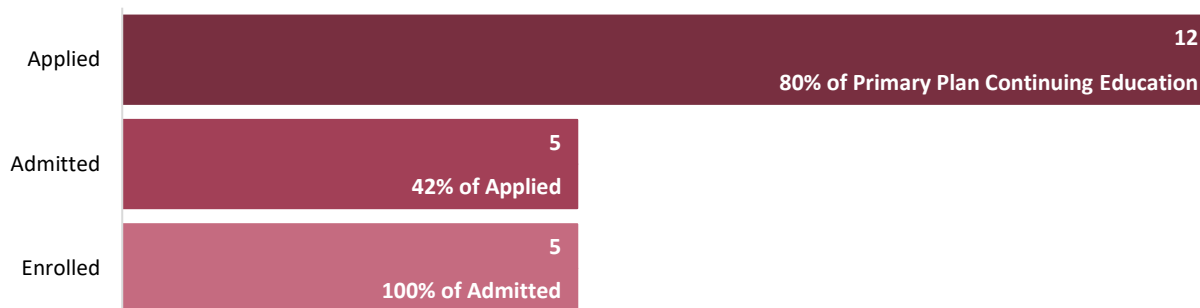 Applied
12
80% of Primary Plan Continuing Education
Admitted
5
42% of Applied
Enrolled
5
100% of Admitted